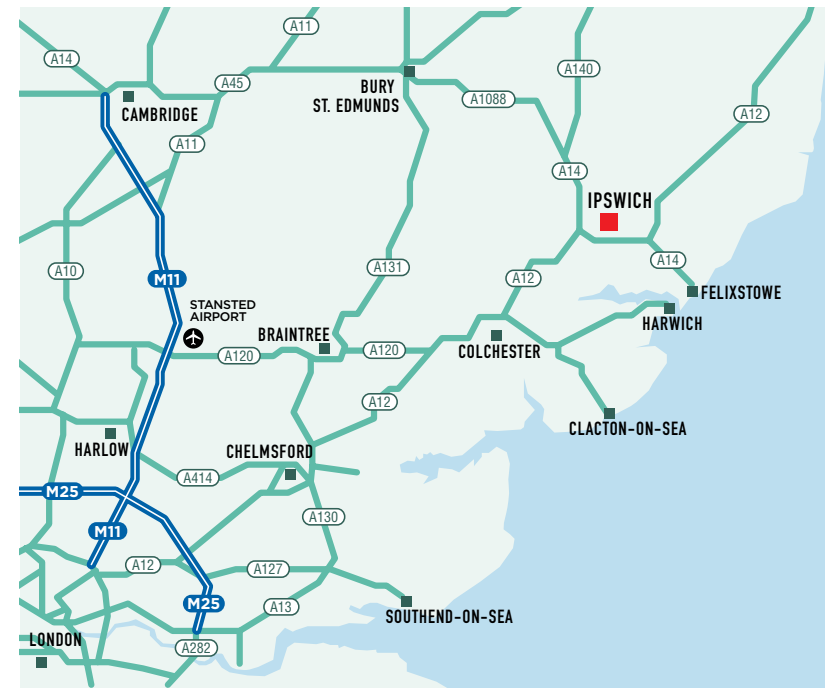 A11
A14
A140
A45
BURY
ST. EDMUNDS
A1088
CAMBRIDGE
A12
A11
A14
IPSWICH
A10
M11
A131
A12
A14
FELIXSTOWE
STANSTED
AIRPORT
HARWICH
BRAINTREE
A120
A120
COLCHESTER
A12
CLACTON-ON-SEA
HARLOW
CHELMSFORD
A414
M25
A130
M11
A12
A127
M25
A13
SOUTHEND-ON-SEA
LONDON
A282